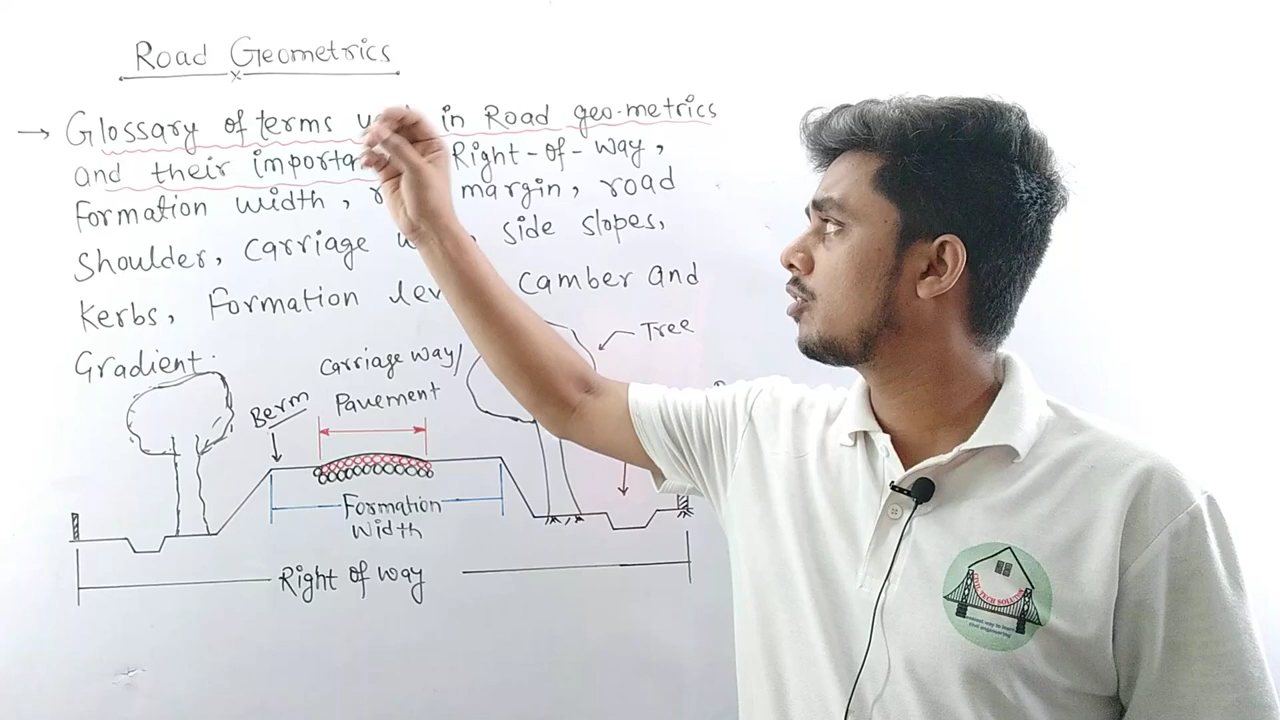 Road Geometrics
→ Glossary of terms in Road geo-metrics
and their Right-of-way,
Formation width, margin, road
Shoulder, Carriage side slopes,
Kerbs, Formation camber and
Gradient.
Tree
Carriage way/
Pavement
Berm
Formation
Width
Right of way